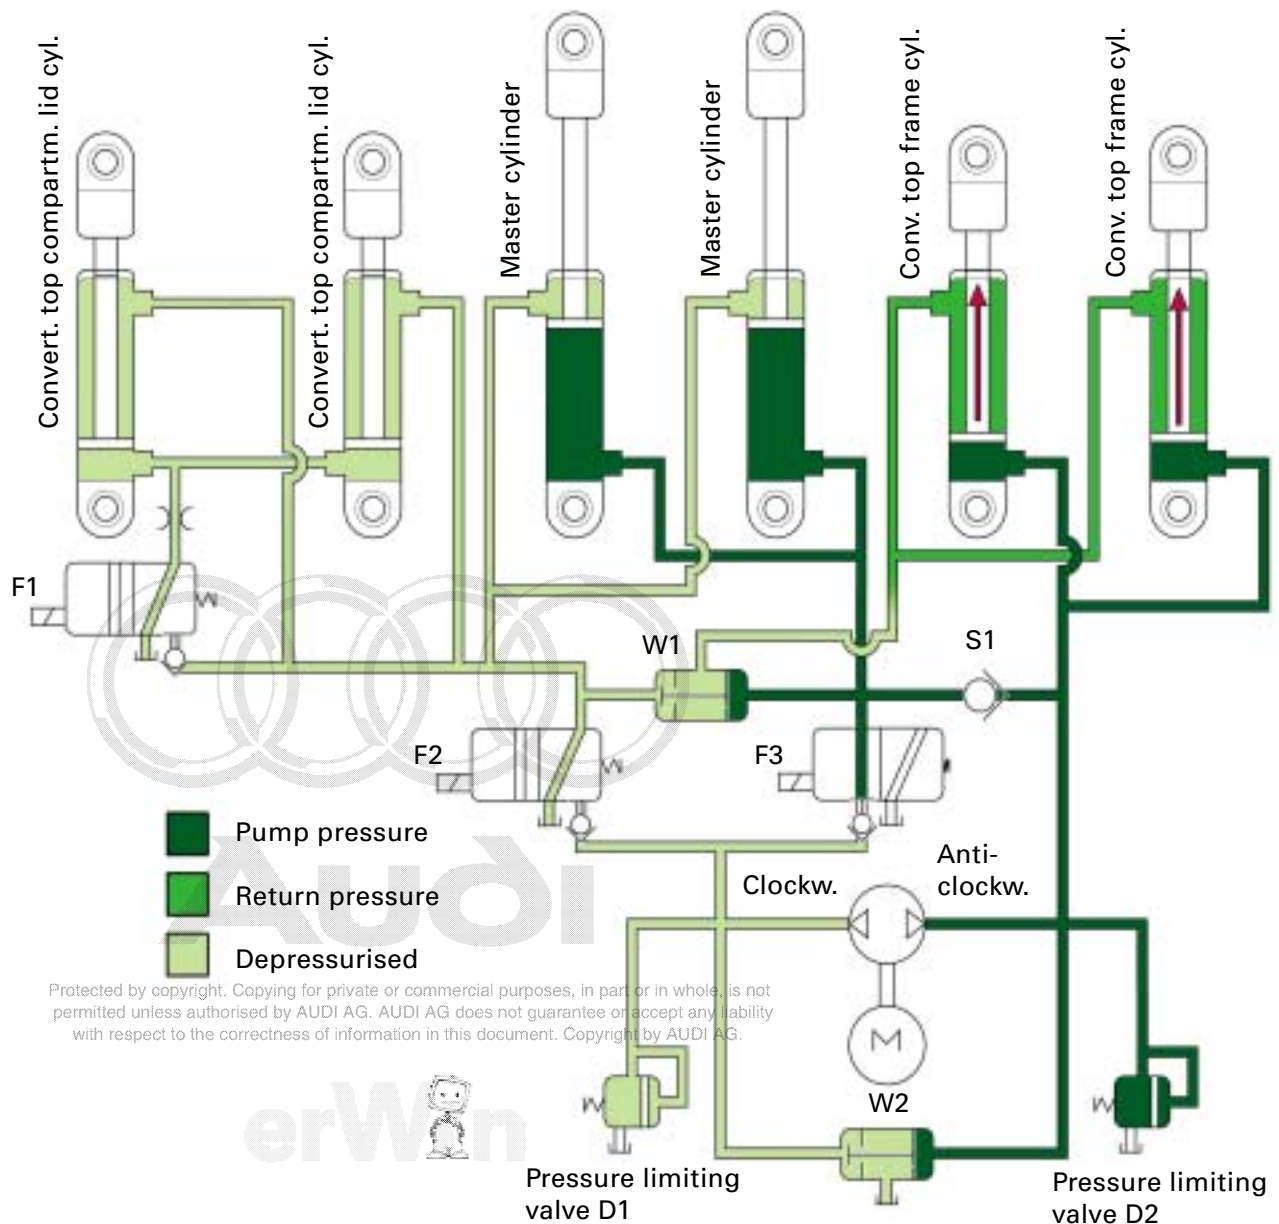 Convert. top compartm. lid cyl.
Convert. top compartm. lid cyl.
Master cylinder
Master cylinder
Conv. top frame cyl.
Conv. top frame cyl.
F1
W1
S1
F2
F3
Pump pressure
Return pressure
Depressurised
Clockw.
Anti-
clockw.
Audi
Protected by copyright. Copying for private or commercial purposes, in part or in whole, is not
permitted unless authorised by AUDI AG. AUDI AG does not guarantee or accept any liability
with respect to the correctness of information in this document. Copyright by AUDI AG.
M
erWin
W2
Pressure limiting
valve D1
Pressure limiting
valve D2